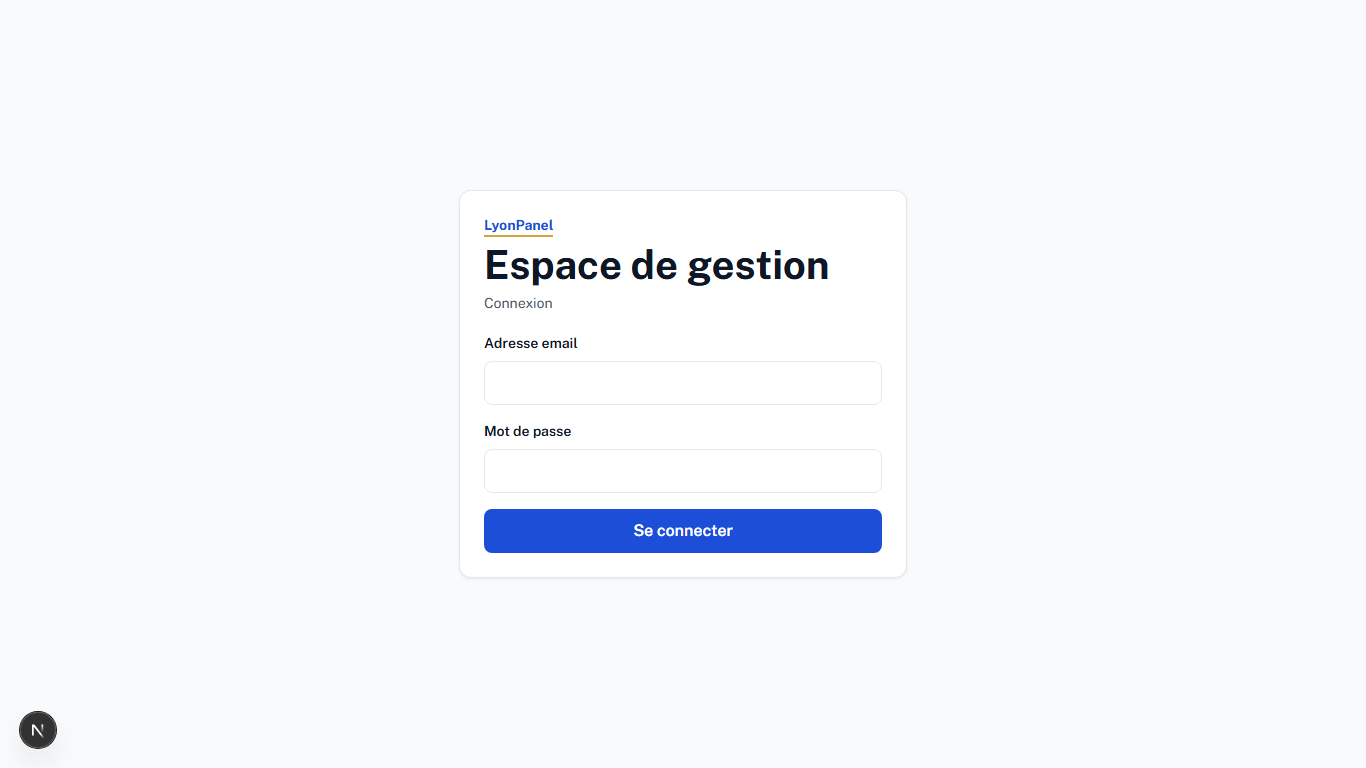 LyonPanel
Espace de gestion
Connexion
Adresse email
Mot de passe
Se connecter
N